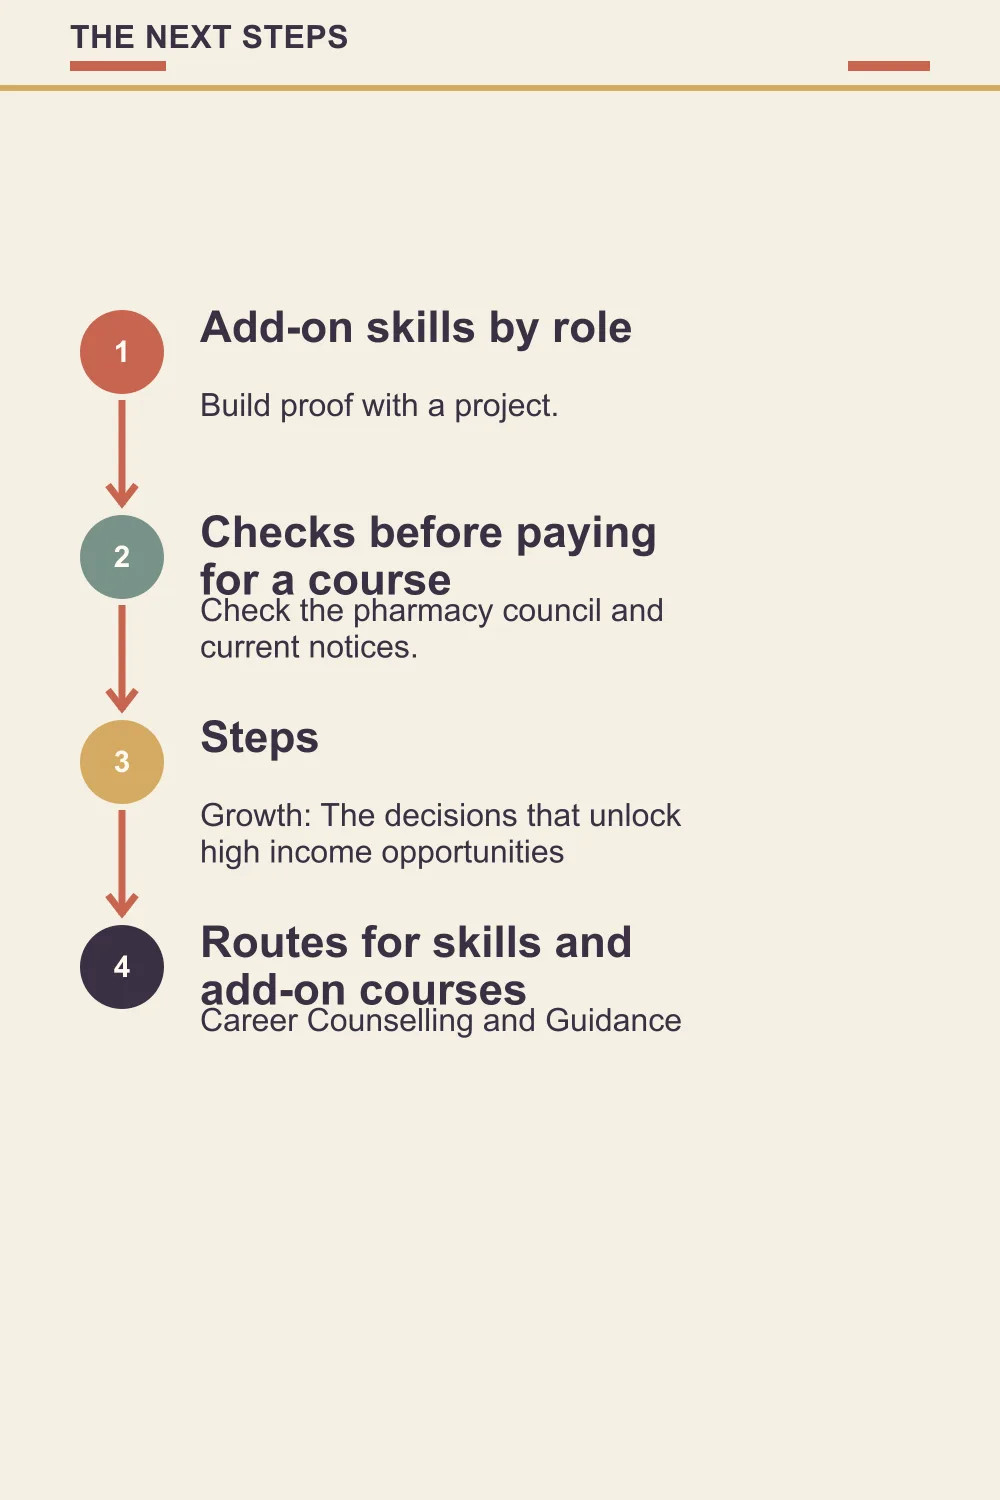 THE NEXT STEPS
1
Add-on skills by role
Build proof with a project.
2
Checks before paying
for a course
Check the pharmacy council and
current notices.
3
Steps
Growth: The decisions that unlock
high income opportunities
4
Routes for skills and
add-on courses
Career Counselling and Guidance